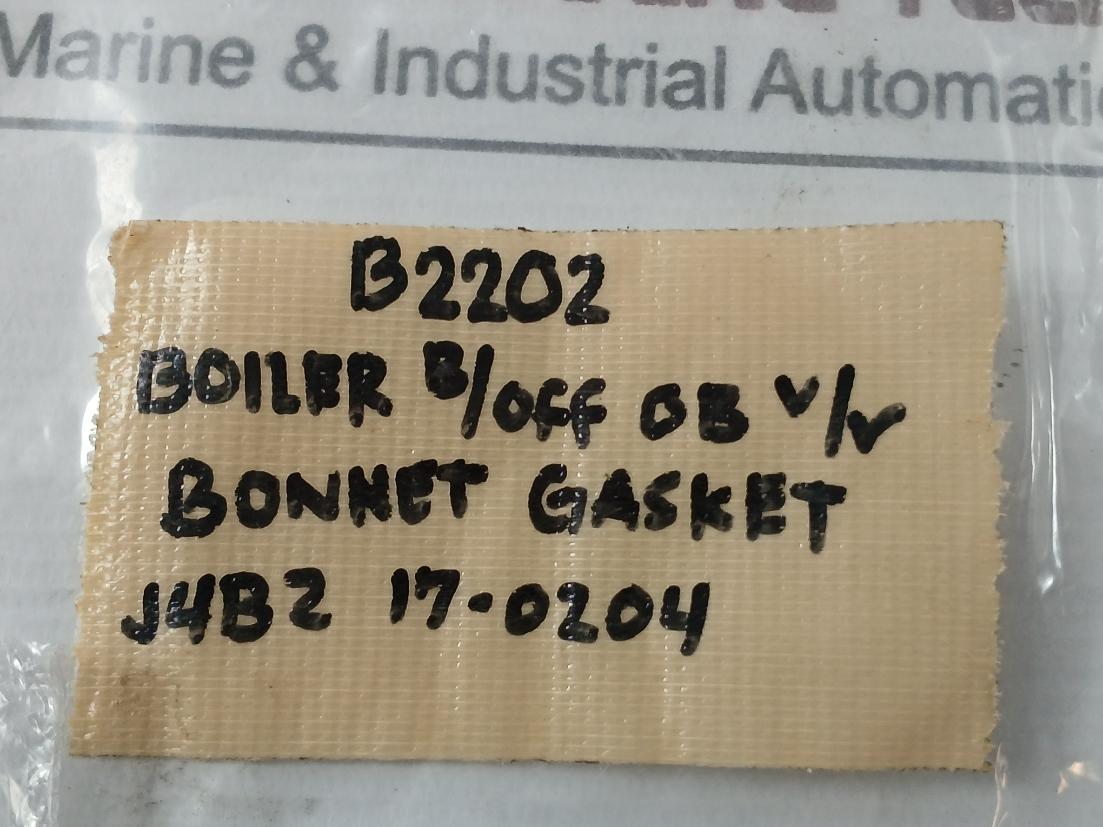 Marine & Industrial Automati
B2202
BOILER B/OFF OB V/V
BONNET GASKET
J4B2 17-0204